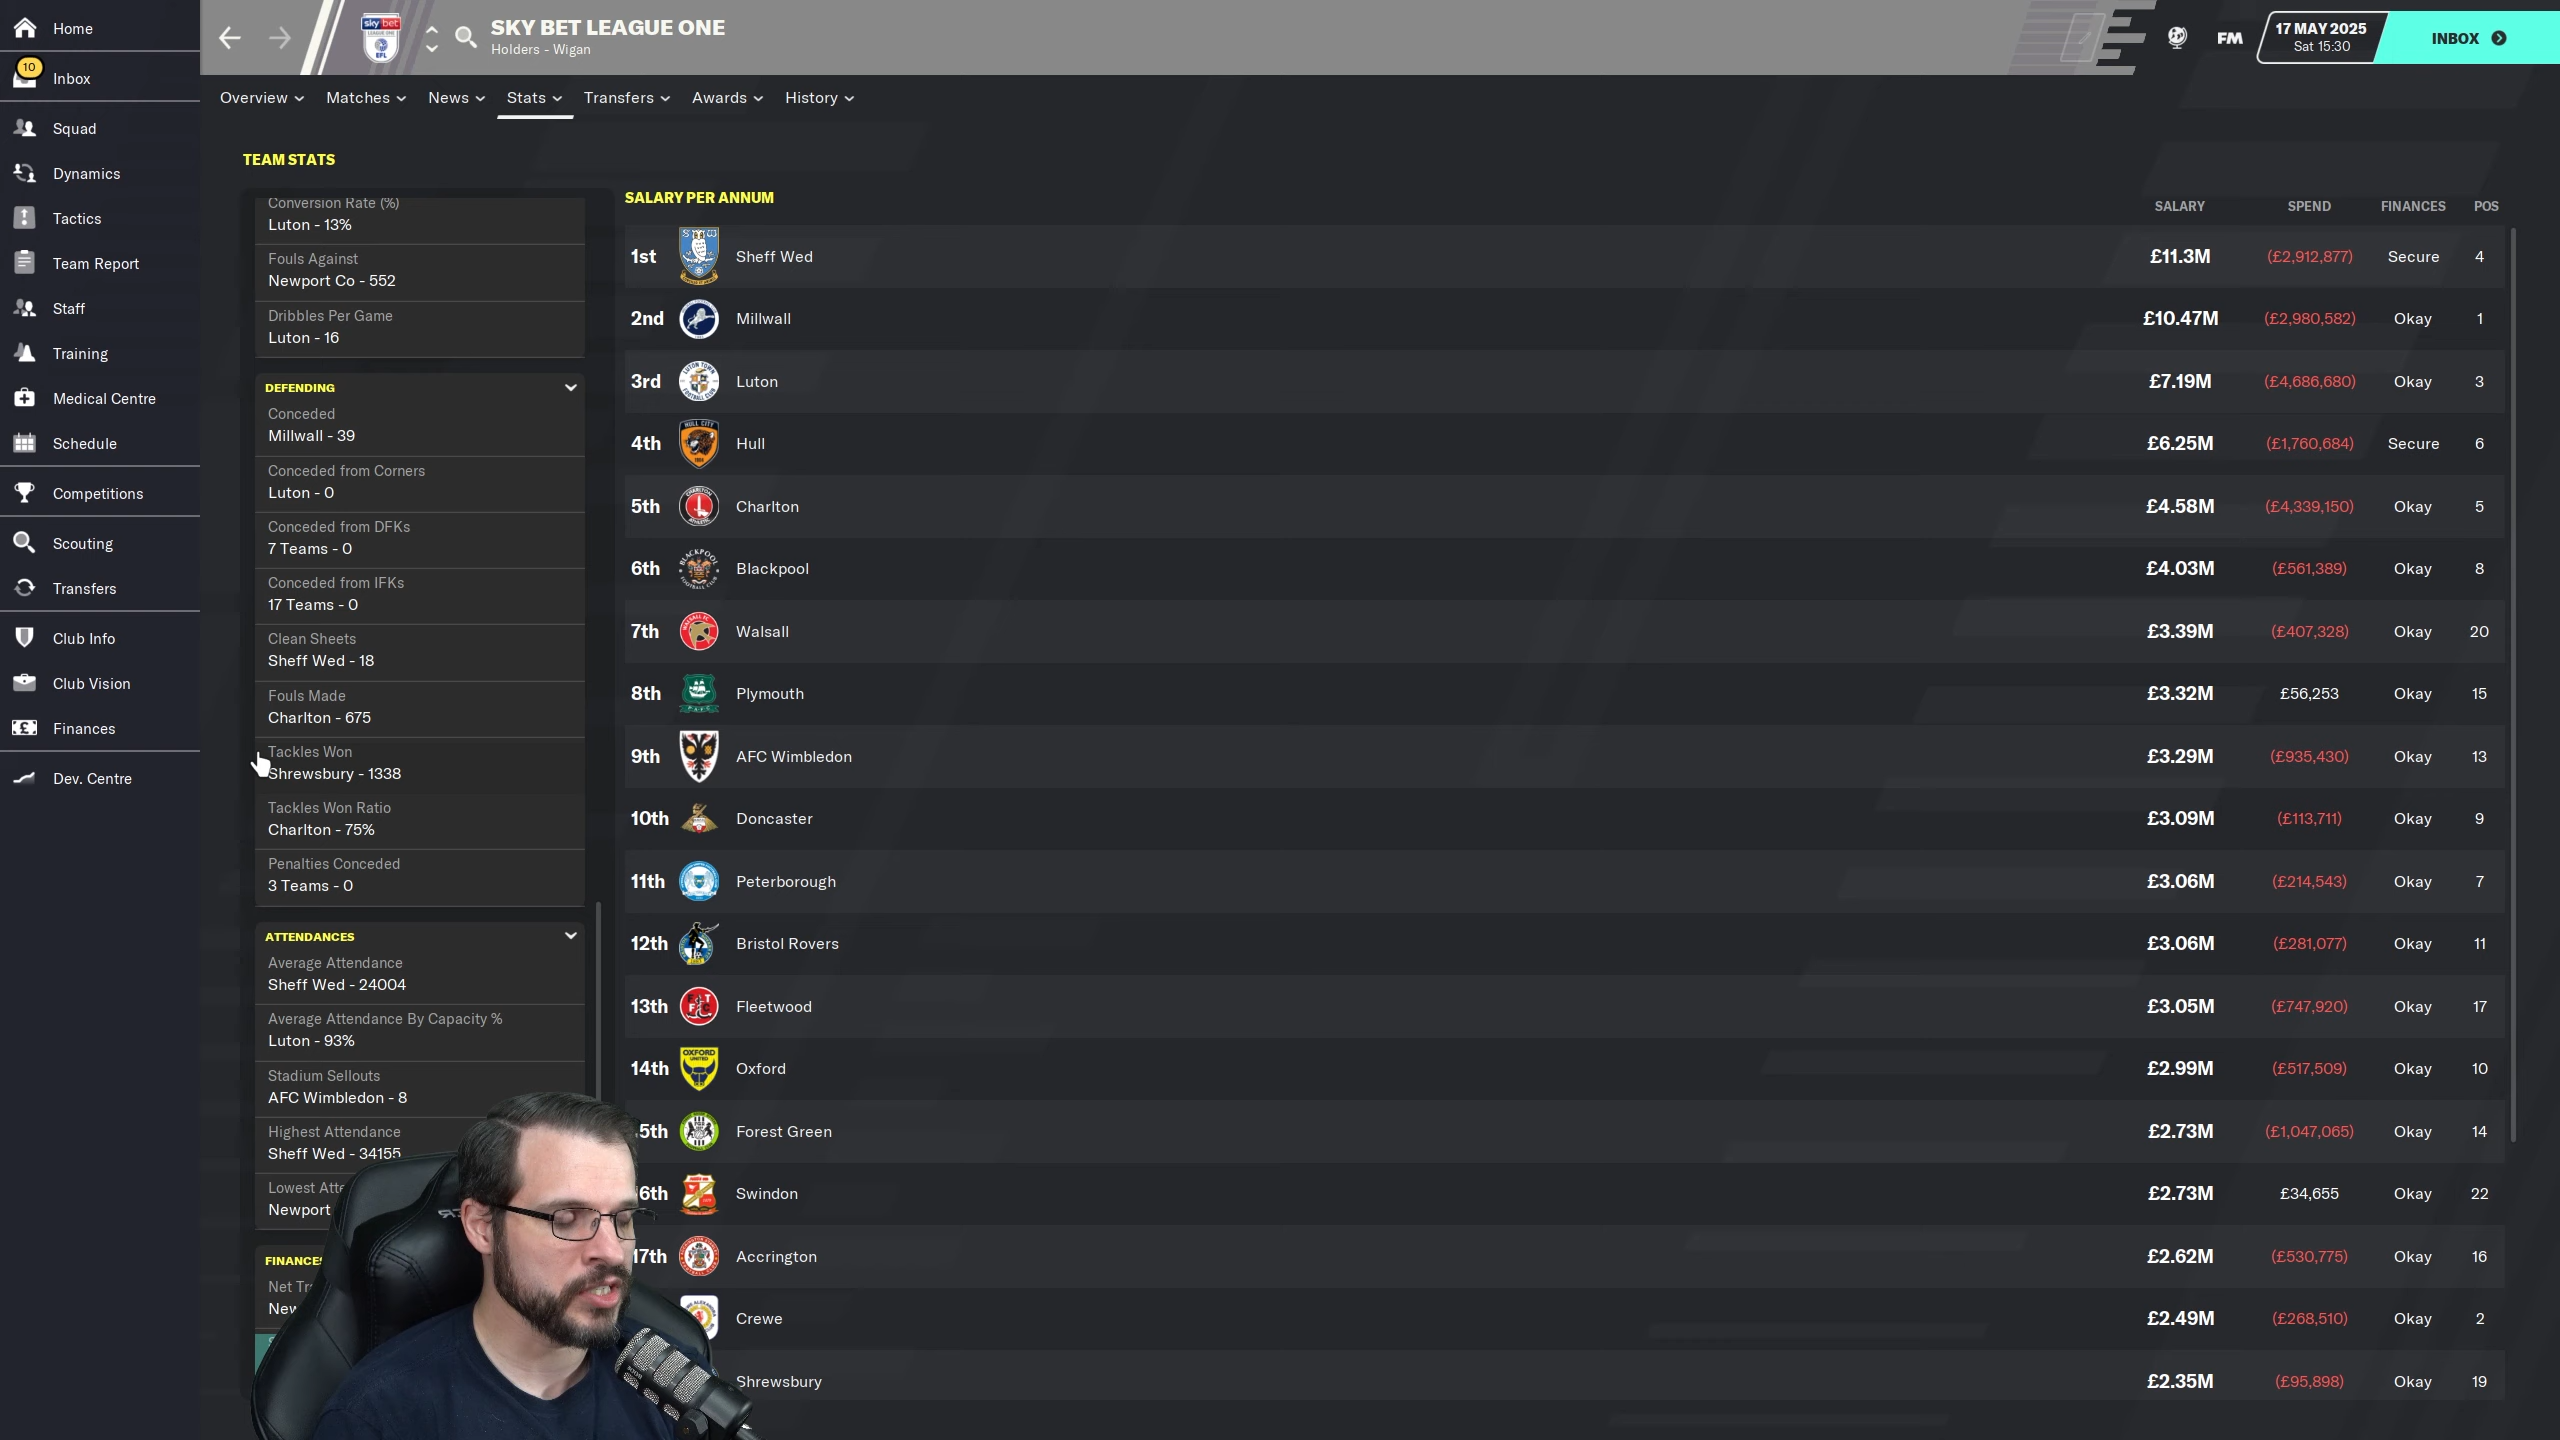 Home
10
Inbox
Squad
Dynamics
Tactics
Team Report
Staff
Training
Medical Centre
Schedule
Competitions
Scouting
Transfers
Club Info
Club Vision
Finances
Dev. Centre
sky bet
EFL
SKY BET LEAGUE ONE
Holders - Wigan
FM
17 MAY 2025
Sat 15:30
INBOX
Overview Matches News Stats Transfers Awards History
TEAM STATS
Conversion Rate (%)
Luton - 13%
Fouls Against
Newport Co - 552
Dribbles Per Game
Luton - 16
DEFENDING
Conceded
Millwall - 39
Conceded from Corners
Luton - 0
Conceded from DFKs
7 Teams - 0
Conceded from IFKs
17 Teams - 0
Clean Sheets
Sheff Wed - 18
Fouls Made
Charlton - 675
Tackles Won
Shrewsbury - 1338
Tackles Won Ratio
Charlton - 75%
Penalties Conceded
3 Teams - 0
ATTENDANCES
Average Attendance
Sheff Wed - 24004
Average Attendance By Capacity %
Luton - 93%
Stadium Sellouts
AFC Wimbledon - 8
Highest Attendance
Sheff Wed - 34155
Lowest
Newport
FINANCES
Net
SALARY PER ANNUM
SALARY SPEND FINANCES POS
1st Sheff Wed £11.3M (£2,912,877) Secure 4
2nd Millwall £10.47M (£2,980,582) Okay 1
3rd Luton £7.19M (£4,686,680) Okay 3
4th Hull £6.25M (£1,760,684) Secure 6
5th Charlton £4.58M (£4,339,150) Okay 5
6th Blackpool £4.03M (£561,389) Okay 8
7th Walsall £3.39M (£407,328) Okay 20
8th Plymouth £3.32M £56,253 Okay 15
9th AFC Wimbledon £3.29M (£935,430) Okay 13
10th Doncaster £3.09M (£113,711) Okay 9
11th Peterborough £3.06M (£214,543) Okay 7
12th Bristol Rovers £3.06M (£281,077) Okay 11
13th Fleetwood £3.05M (£747,920) Okay 17
14th Oxford £2.99M (£517,509) Okay 10
5th Forest Green £2.73M (£1,047,065) Okay 14
6th Swindon £2.73M £34,655 Okay 22
17th Accrington £2.62M (£530,775) Okay 16
Crewe £2.49M (£268,510) Okay 2
Shrewsbury £2.35M (£95,898) Okay 19